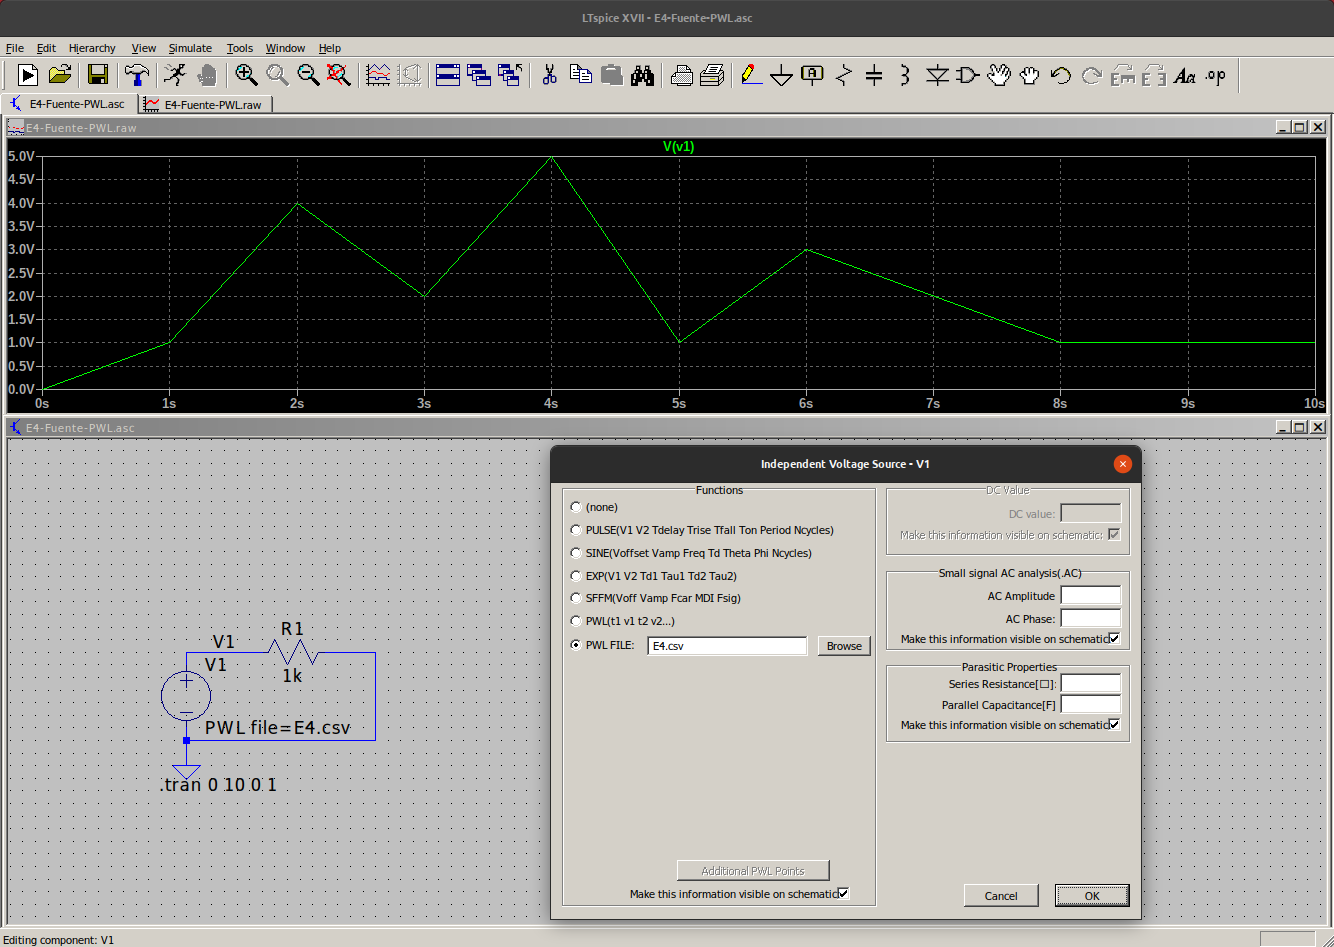 LTspice XVII - E4-Fuente-PWL.asc
File Edit Hierarchy View Simulate Tools Window Help
E4-Fuente-PWL.asc E4-Fuente-PWL.raw
E4-Fuente-PWL.raw
V(v1)
5.0V
4.5V
4.0V
3.5V
3.0V
2.5V
2.0V
1.5V
1.0V
0.5V
0.0V
0s 1s 2s 3s 4s 5s 6s 7s 8s 9s 10s
E4-Fuente-PWL.asc
V1
R1
V1
1k
PWL file=E4.csv
.tran 0 10 0 1
Independent Voltage Source - V1
Functions
(none)
PULSE(V1 V2 Tdelay Trise Tfall Ton Period Ncycles)
SINE(Voffset Vamp Freq Td Theta Phi Ncycles)
EXP(V1 V2 Td1 Tau1 Td2 Tau2)
SFFM(Voff Vamp Fcar MDI Fsig)
PWL(t1 v1 t2 v2...)
PWL FILE: E4.csv Browse
Additional PWL Points
Make this information visible on schematic:
DC Value
DC value:
Make this information visible on schematic:
Small signal AC analysis(.AC)
AC Amplitude
AC Phase:
Make this information visible on schematic:
Parasitic Properties
Series Resistance[□]:
Parallel Capacitance[F]
Make this information visible on schematic:
Cancel OK
Editing component: V1